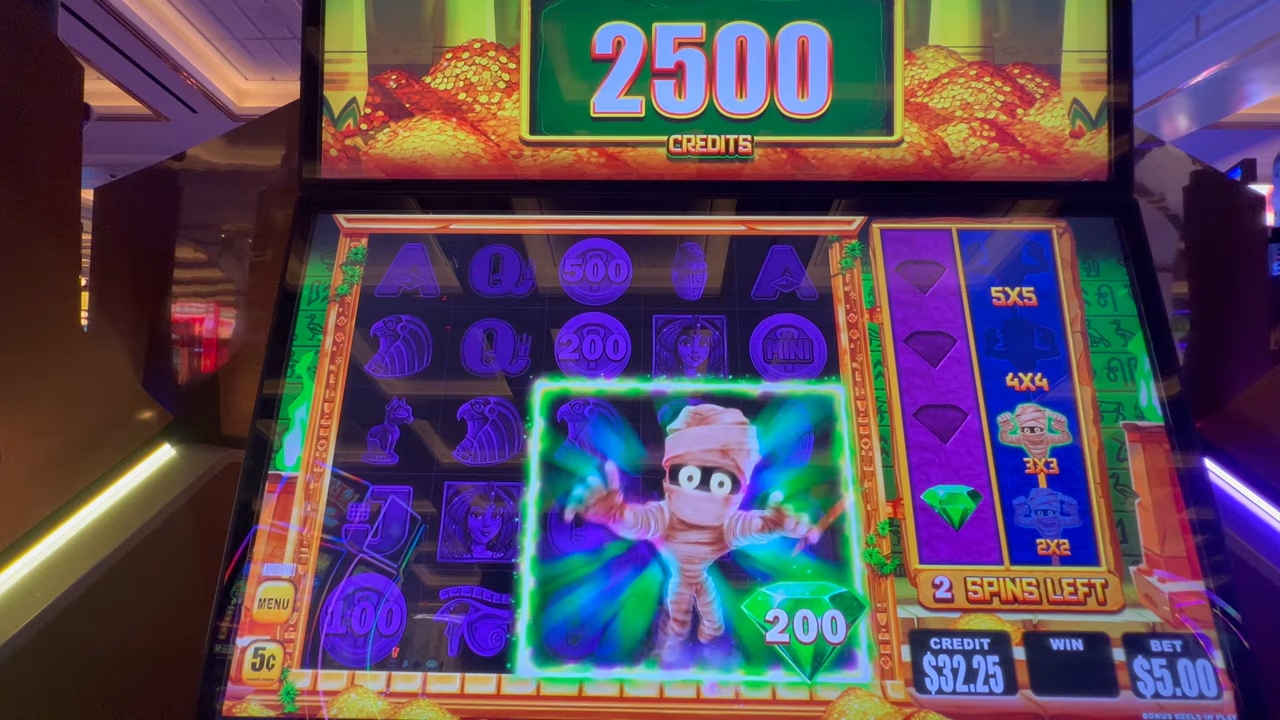 2500
CREDITS
A Q 500 A
Q 200 MINI
5X5
4X4
3X3
J
2X2
100
200
2 SPINS LEFT
MENU
5¢
CREDIT WIN BET
$32.25 $5.00